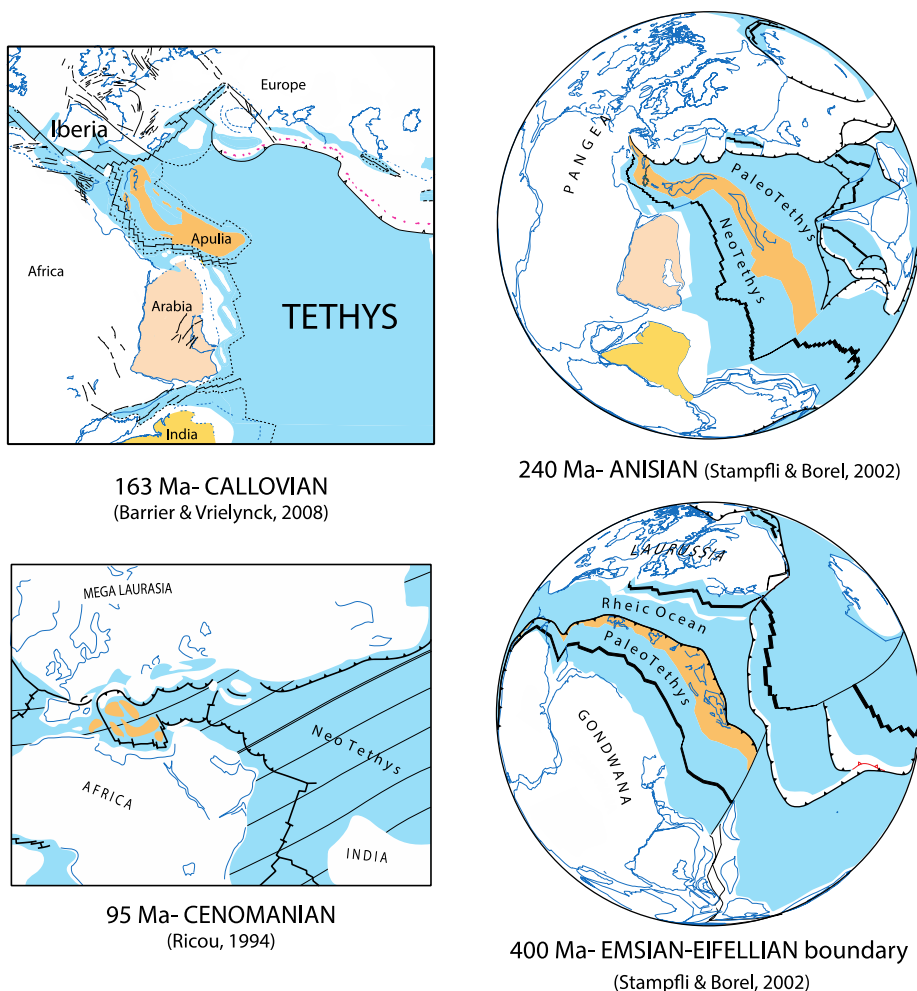 Europe
Iberia
Apulia
Africa
Arabia
TETHYS
India
163 Ma- CALLOVIAN
(Barrier & Vrielynck, 2008)
PANGEA
PaleoTethys
NeoTethys
240 Ma- ANISIAN (Stampfli & Borel, 2002)
MEGA LAURASIA
Neo Tethys
AFRICA
INDIA
95 Ma- CENOMANIAN
(Ricou, 1994)
LAURUSSIA
Rheic Ocean
PaleoTethys
GONDWANA
400 Ma- EMSIAN-EIFELLIAN boundary
(Stampfli & Borel, 2002)